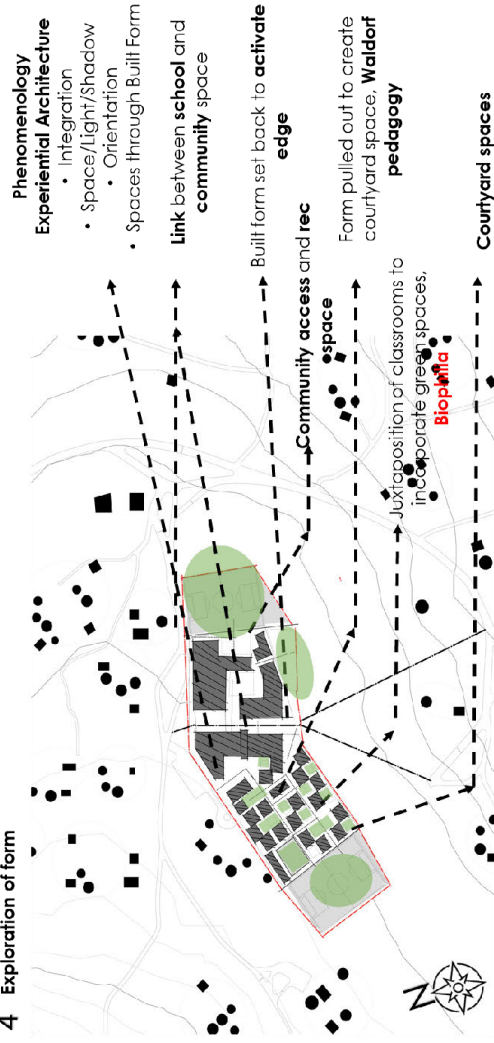 4 Exploration of form
Phenomenology
Experiential Architecture
• Integration
• Space/Light/Shadow
• Orientation
• Spaces through Built Form
Link between school and
community space
Built form set back to activate
edge
Community access and rec
space
Form pulled out to create
courtyard space, Waldorf
pedagogy
Juxtaposition of classrooms to
incorporate green spaces,
Biophilia
Courtyard spaces
N